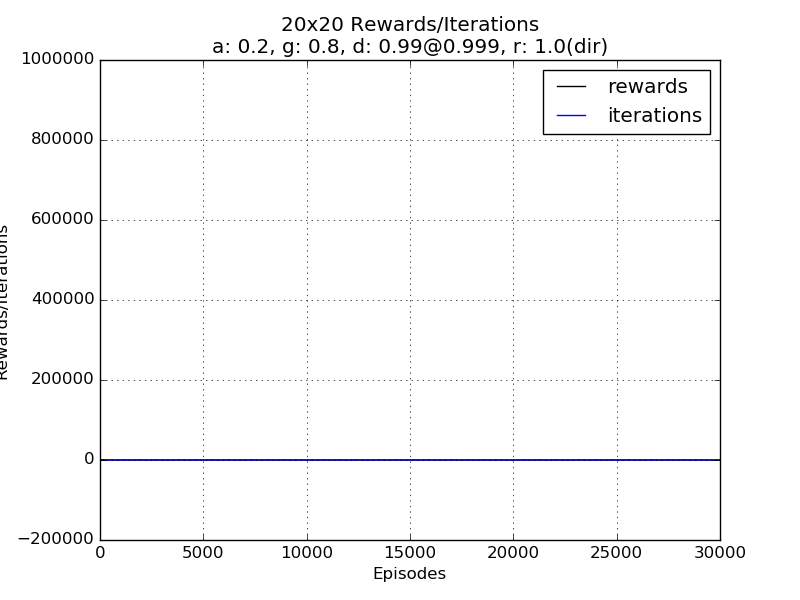 20x20 Rewards/Iterations
a: 0.2, g: 0.8, d: 0.99@0.999, r: 1.0(dir)
1000000
800000
600000
400000
200000
0
−200000
Rewards/Iterations
rewards
iterations
0 5000 10000 15000 20000 25000 30000
Episodes